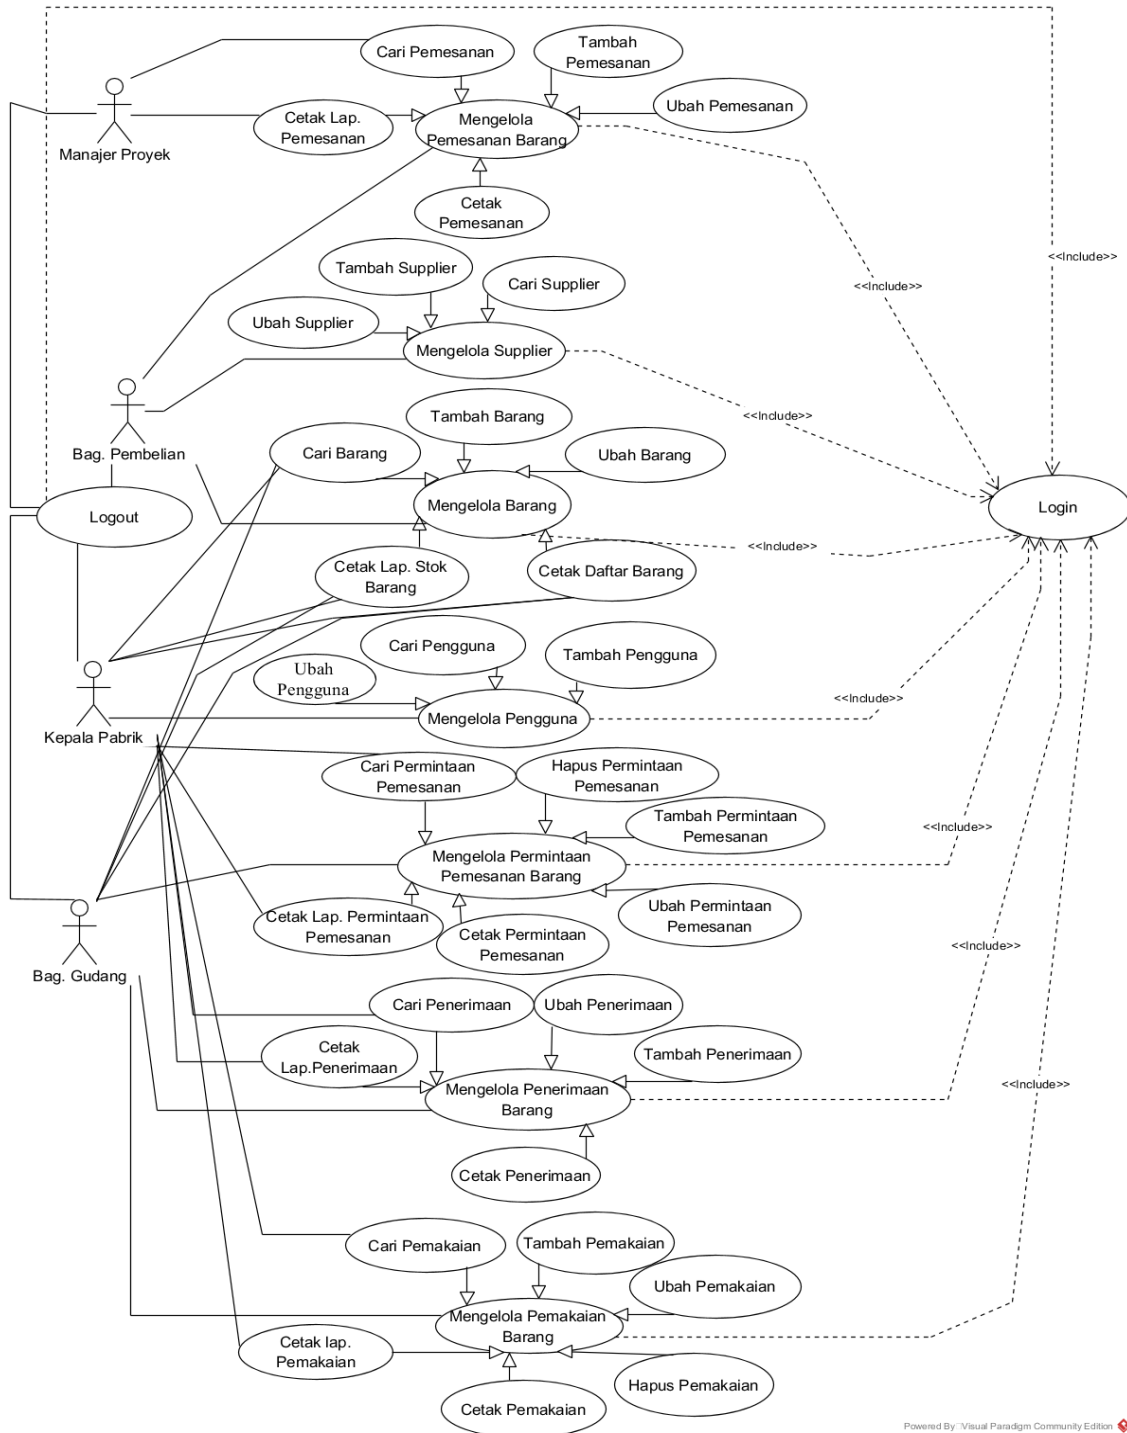 Cari Pemesanan
Tambah
Pemesanan
Ubah Pemesanan
Cetak Lap.
Pemesanan
Mengelola
Pemesanan Barang
Manajer Proyek
Cetak
Pemesanan
Tambah Supplier
Cari Supplier
<<Include>>
<<Include>>
Ubah Supplier
Mengelola Supplier
Tambah Barang
<<Include>>
Bag. Pembelian
Cari Barang
Ubah Barang
Mengelola Barang
Login
Logout
<<Include>>
Cetak Lap. Stok
Barang
Cetak Daftar Barang
Cari Pengguna
Tambah Pengguna
Ubah
Pengguna
<<Include>>
Mengelola Pengguna
Kepala Pabrik
Cari Permintaan
Pemesanan
Hapus Permintaan
Pemesanan
Tambah Permintaan
Pemesanan
<<Include>>
Mengelola Permintaan
Pemesanan Barang
Cetak Lap. Permintaan
Pemesanan
Ubah Permintaan
Pemesanan
Cetak Permintaan
Pemesanan
<<Include>>
Bag. Gudang
Cari Penerimaan
Ubah Penerimaan
Cetak
Lap.Penerimaan
Tambah Penerimaan
Mengelola Penerimaan
Barang
<<Include>>
Cetak Penerimaan
Cari Pemakaian
Tambah Pemakaian
Ubah Pemakaian
Mengelola Pemakaian
Barang
Cetak lap.
Pemakaian
Hapus Pemakaian
Cetak Pemakaian
Powered By Visual Paradigm Community Edition